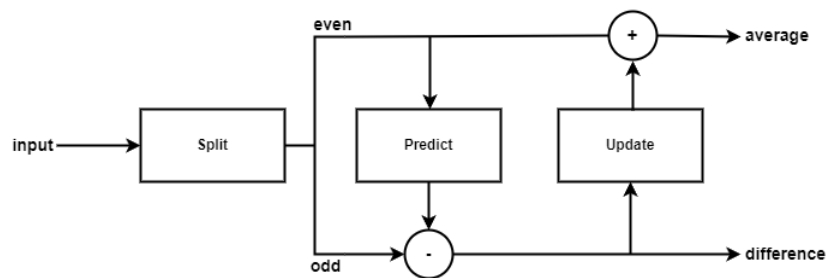 even
+
average
input
Split
Predict
Update
odd
-
difference